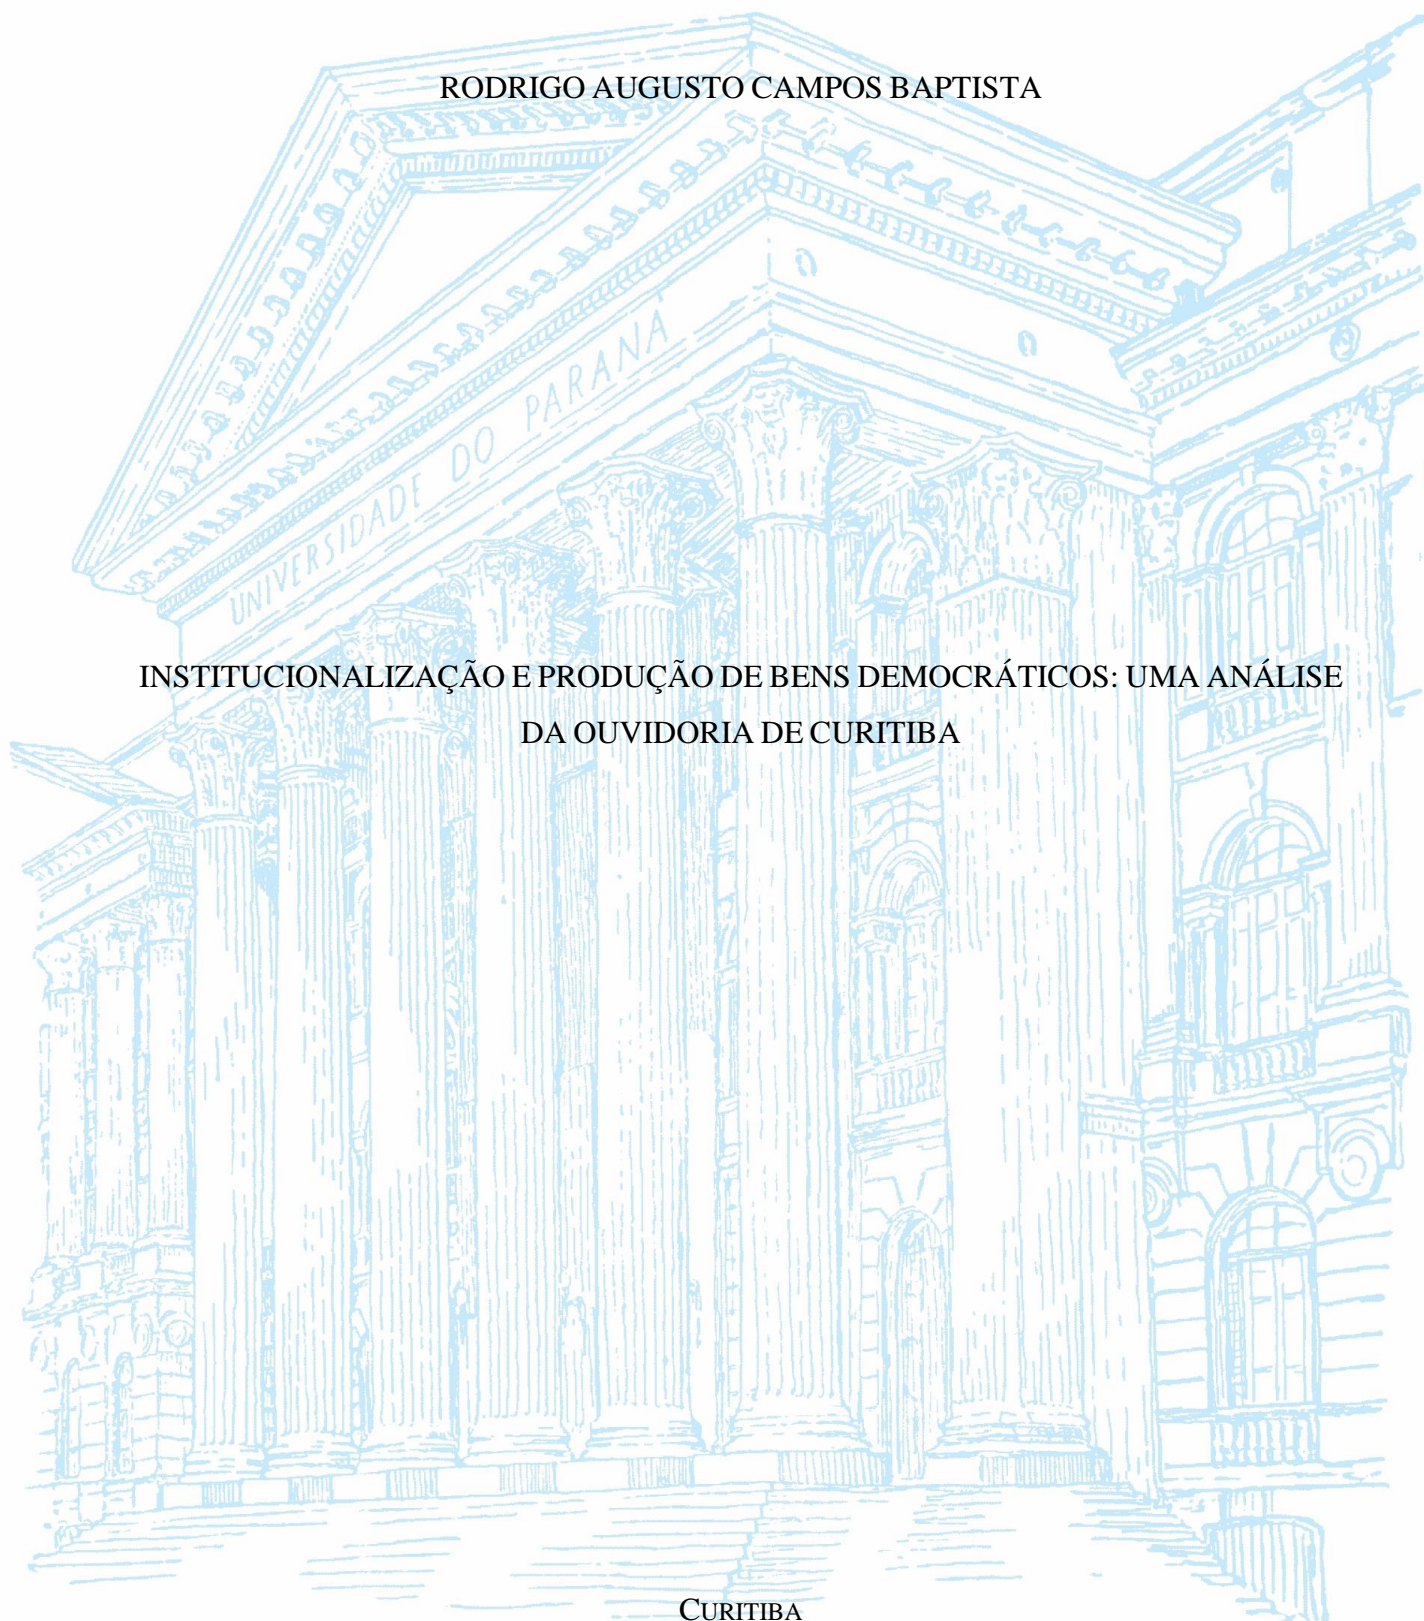 RODRIGO AUGUSTO CAMPOS BAPTISTA
UNIVERSIDADE DO PARANÁ
INSTITUCIONALIZAÇÃO E PRODUÇÃO DE BENS DEMOCRÁTICOS: UMA ANÁLISE
DA OUVIDORIA DE CURITIBA
CURITIBA